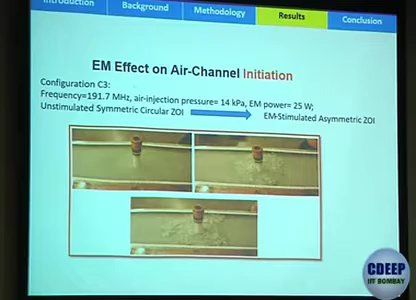 Introduction
Background
Methodology
Results
Conclusion
EM Effect on Air-Channel Initiation
Configuration C3:
Frequency=191.7 MHz, air-injection pressure= 14 kPa, EM power= 25 W;
Unstimulated Symmetric Circular ZOI
EM-Stimulated Asymmetric ZOI
CDEEP
IIT BOMBAY